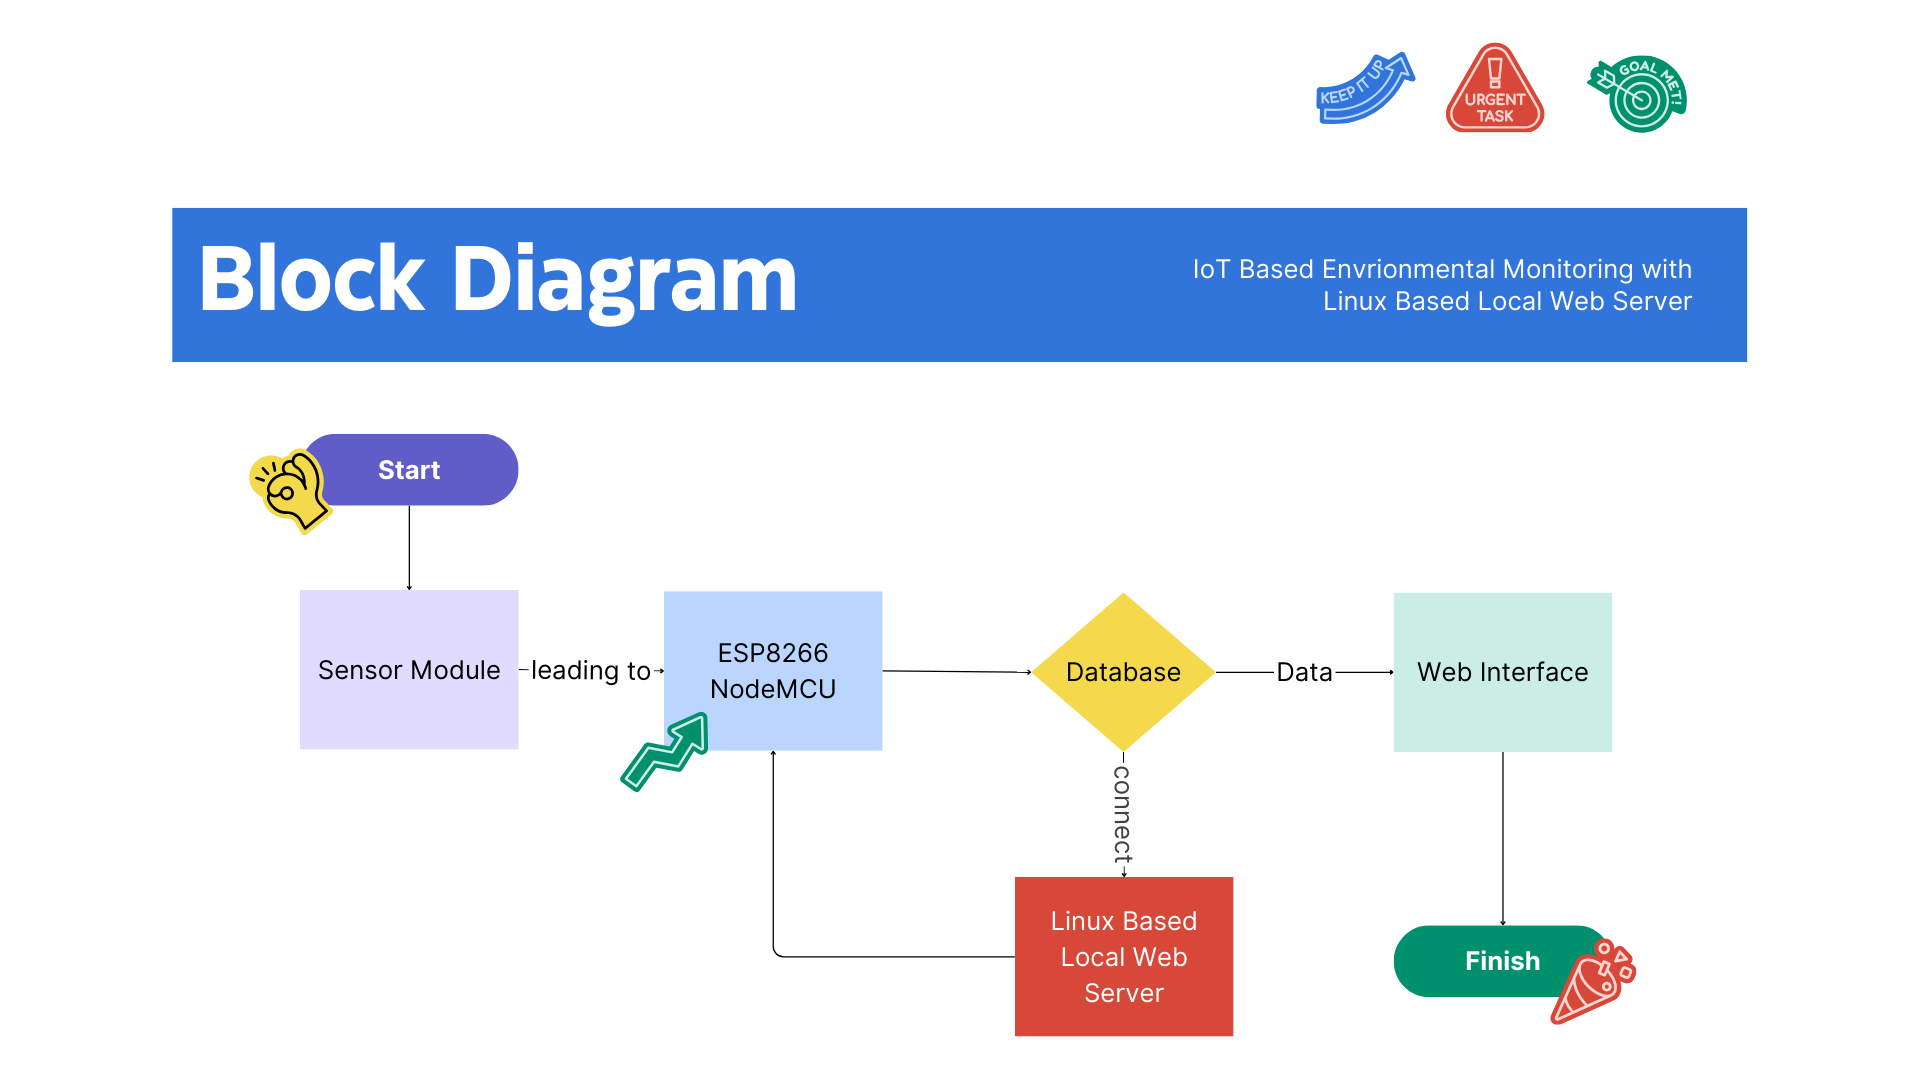 KEEP IT UP
URGENT
TASK
GOAL MET!
Block Diagram
IoT Based Envrionmental Monitoring with
Linux Based Local Web Server
Start
Sensor Module
leading to
ESP8266
NodeMCU
Database
Data
Web Interface
connect
Linux Based
Local Web
Server
Finish